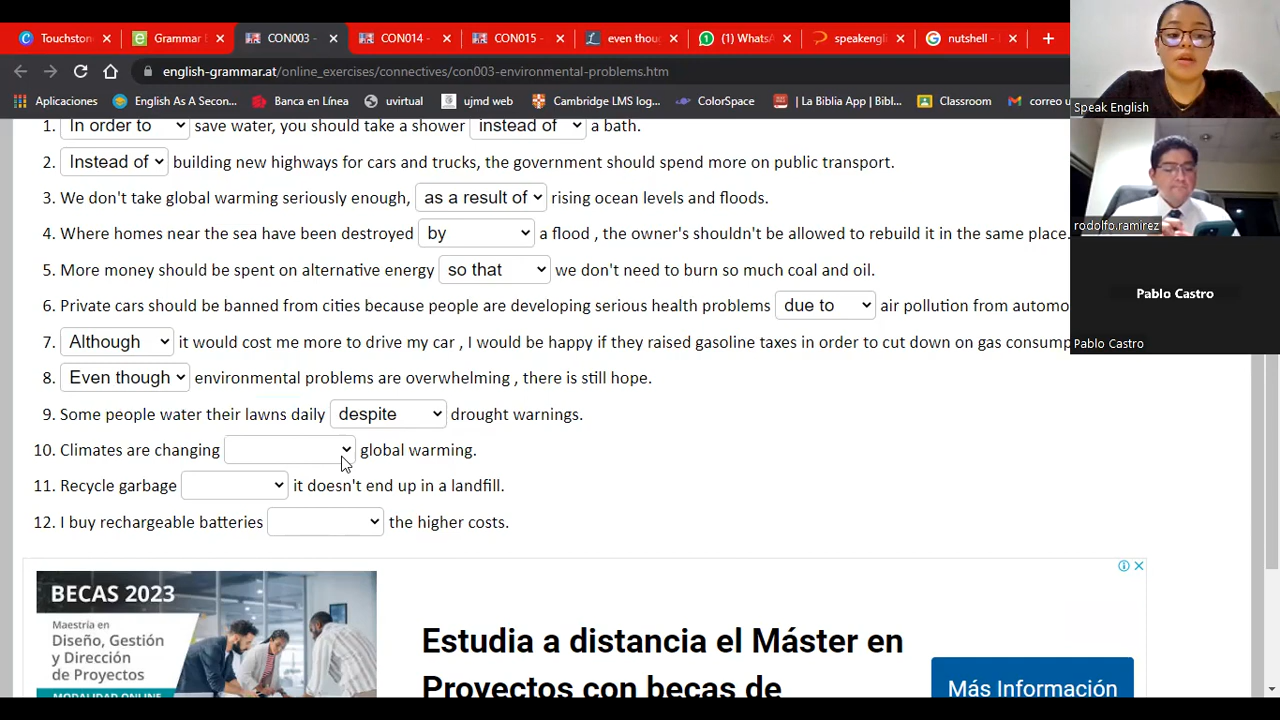 Touchston
Grammar E
CON003 -
CON014 -
CON015 -
even thou
(1) WhatsA
speakengl
nutshell -
english-grammar.at/online_exercises/connectives/con003-environmental-problems.htm
Aplicaciones
English As A Secon...
Banca en Línea
uvirtual
ujmd web
Cambridge LMS log...
ColorSpace
| La Biblia App | Bibl...
Classroom
correo u
Speak English
1. In order to save water, you should take a shower instead of a bath.
2. Instead of building new highways for cars and trucks, the government should spend more on public transport.
3. We don't take global warming seriously enough, as a result of rising ocean levels and floods.
rodolfo.ramirez
4. Where homes near the sea have been destroyed by a flood , the owner's shouldn't be allowed to rebuild it in the same place.
5. More money should be spent on alternative energy so that we don't need to burn so much coal and oil.
Pablo Castro
6. Private cars should be banned from cities because people are developing serious health problems due to air pollution from automo
7. Although it would cost me more to drive my car , I would be happy if they raised gasoline taxes in order to cut down on gas consump
Pablo Castro
8. Even though environmental problems are overwhelming , there is still hope.
9. Some people water their lawns daily despite drought warnings.
10. Climates are changing global warming.
11. Recycle garbage it doesn't end up in a landfill.
12. I buy rechargeable batteries the higher costs.
BECAS 2023
Maestría en
Diseño, Gestión
y Dirección
de Proyectos
MODALIDAD ONLINE
Estudia a distancia el Máster en
Proyectos con becas de
Más Información